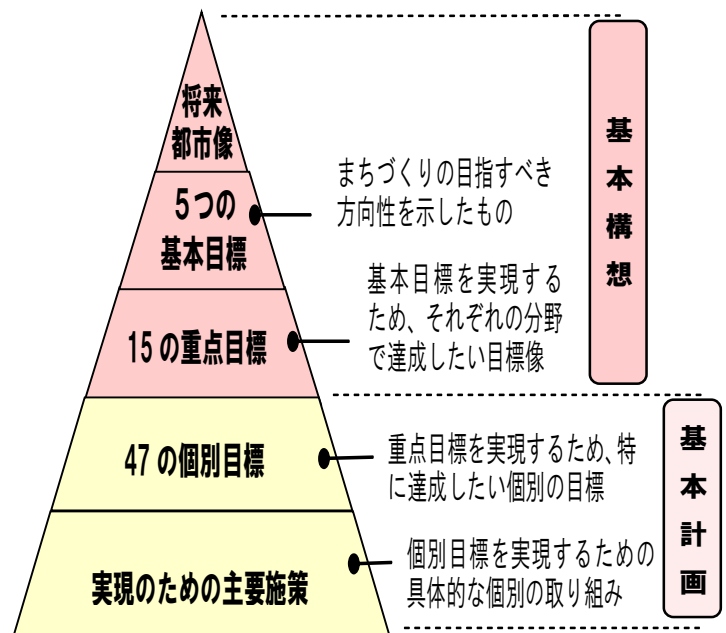 将来
都市像
5つの
基本目標
まちづくりの目指すべき
方向性を示したもの
15の重点目標
基本目標を実現する
ため、それぞれの分野
で達成したい目標像
基本構想
47の個別目標
重点目標を実現するため、特
に達成したい個別の目標
実現のための主要施策
個別目標を実現するための
具体的な個別の取り組み
基本計画